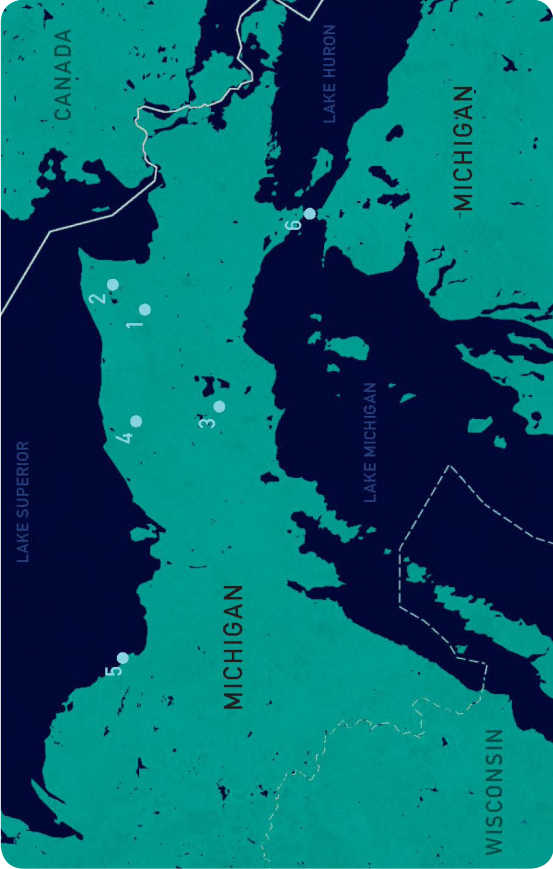 CANADA
LAKE HURON
MICHIGAN
6
2
1
3
4
LAKE MICHIGAN
LAKE SUPERIOR
5
MICHIGAN
WISCONSIN